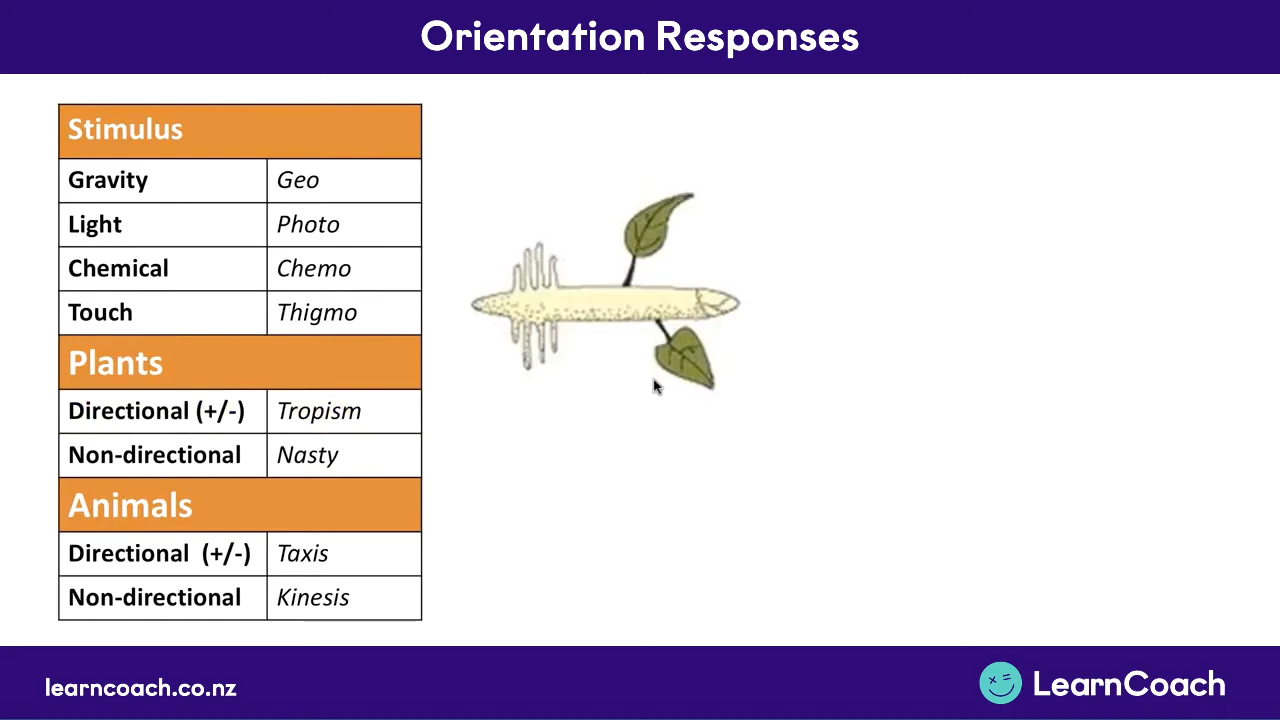 Orientation Responses
Stimulus
Gravity Geo
Light Photo
Chemical Chemo
Touch Thigmo
Plants
Directional (+/-) Tropism
Non-directional Nasty
Animals
Directional (+/-) Taxis
Non-directional Kinesis
learncoach.co.nz
LearnCoach